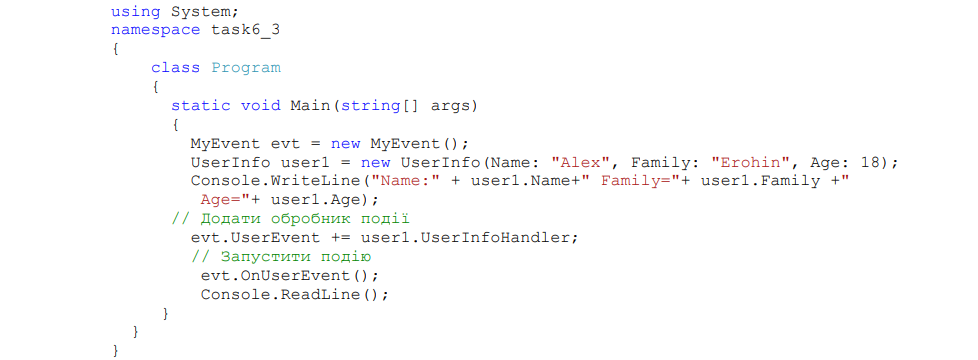 using System;
namespace task6_3
{
class Program
{
static void Main(string[] args)
{
MyEvent evt = new MyEvent();
UserInfo user1 = new UserInfo(Name: "Alex", Family: "Erohin", Age: 18);
Console.WriteLine("Name:" + user1.Name+" Family="+ user1.Family +"
Age="+ user1.Age);
// Додати обробник події
evt.UserEvent += user1.UserInfoHandler;
// Запустити подію
evt.OnUserEvent();
Console.ReadLine();
}
}
}